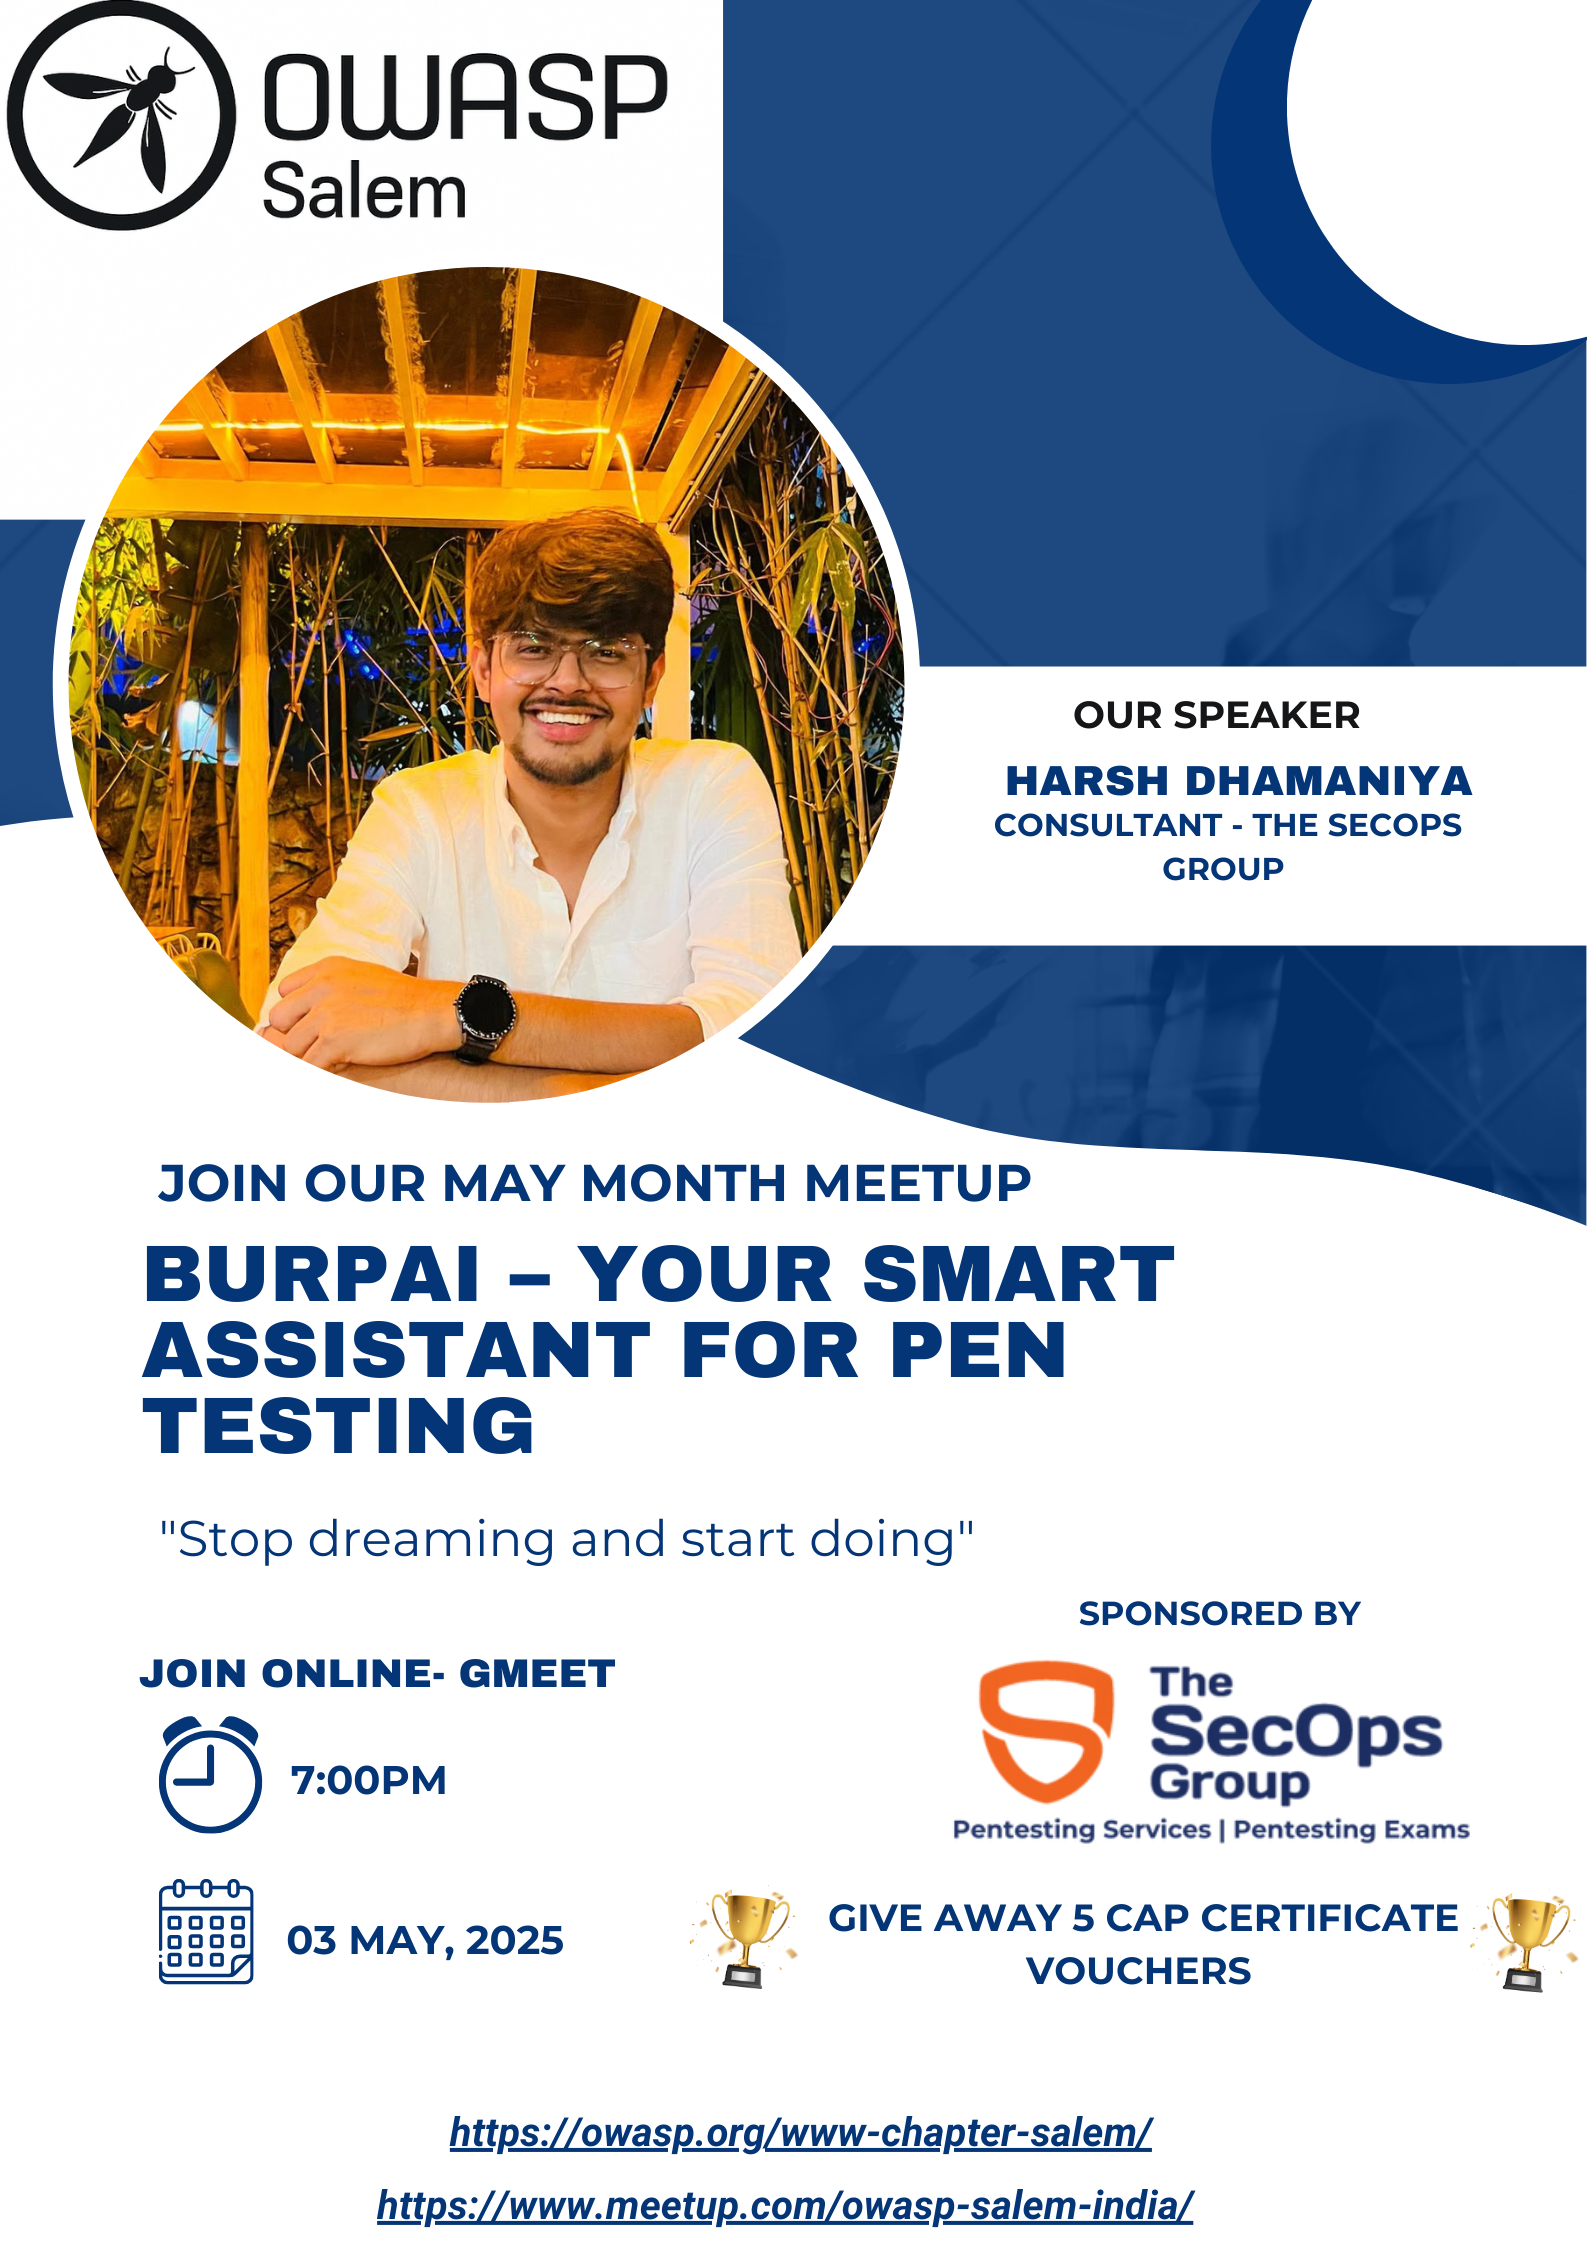 OWASP
Salem
OUR SPEAKER
HARSH DHAMANIYA
CONSULTANT - THE SECOPS
GROUP
JOIN OUR MAY MONTH MEETUP
BURPAI – YOUR SMART
ASSISTANT FOR PEN
TESTING
"Stop dreaming and start doing"
SPONSORED BY
The
SecOps
Group
Pentesting Services | Pentesting Exams
JOIN ONLINE- GMEET
7:00PM
03 MAY, 2025
GIVE AWAY 5 CAP CERTIFICATE
VOUCHERS
https://owasp.org/www-chapter-salem/
https://www.meetup.com/owasp-salem-india/